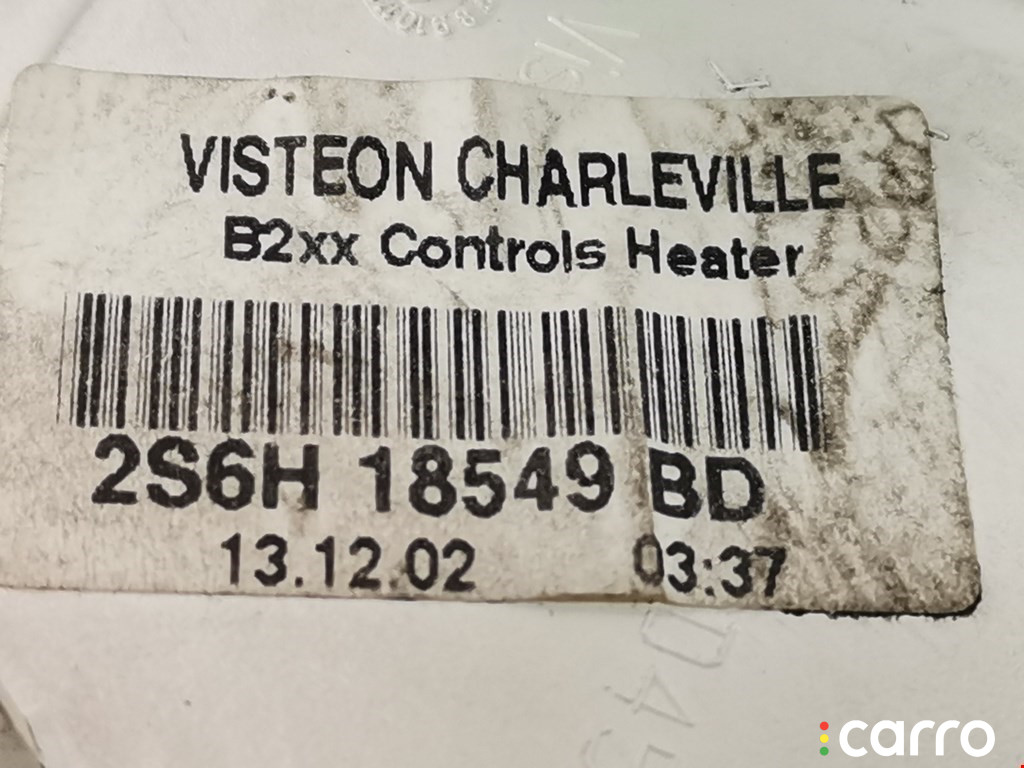 VISTEON CHARLEVILLE
B2xx Controls Heater
2S6H 18549 BD
13.12.02 03:37
carro